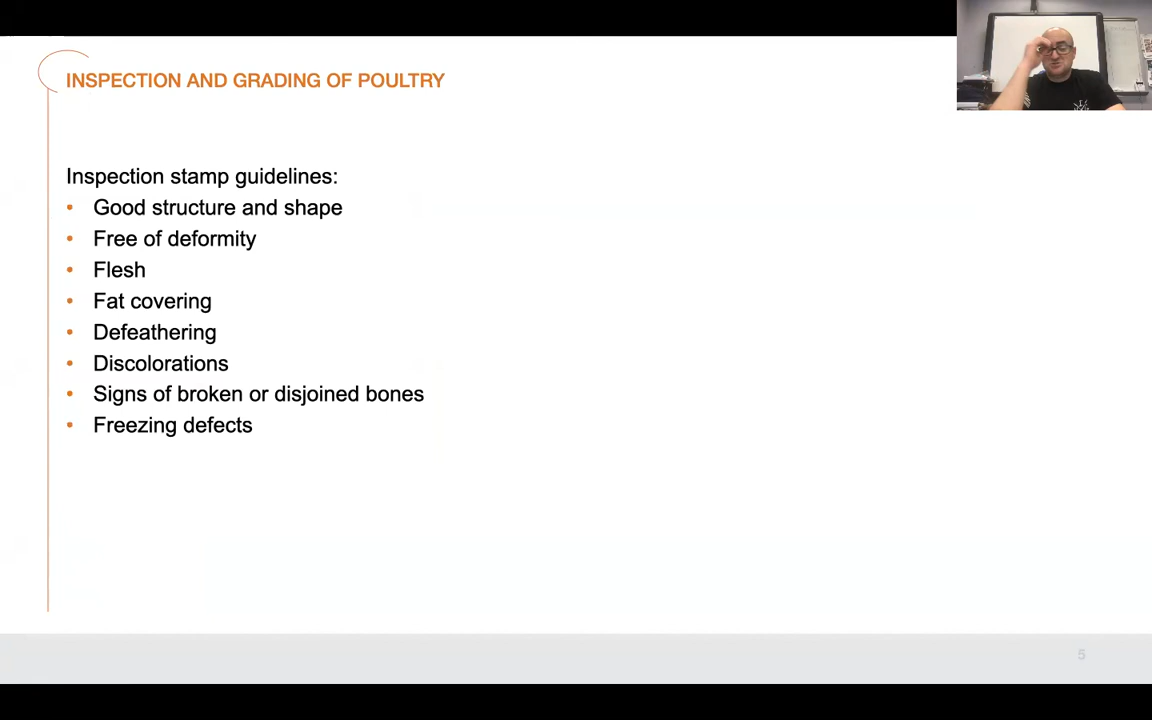 INSPECTION AND GRADING OF POULTRY
Inspection stamp guidelines:
• Good structure and shape
• Free of deformity
• Flesh
• Fat covering
• Defeathering
• Discolorations
• Signs of broken or disjoined bones
• Freezing defects
5